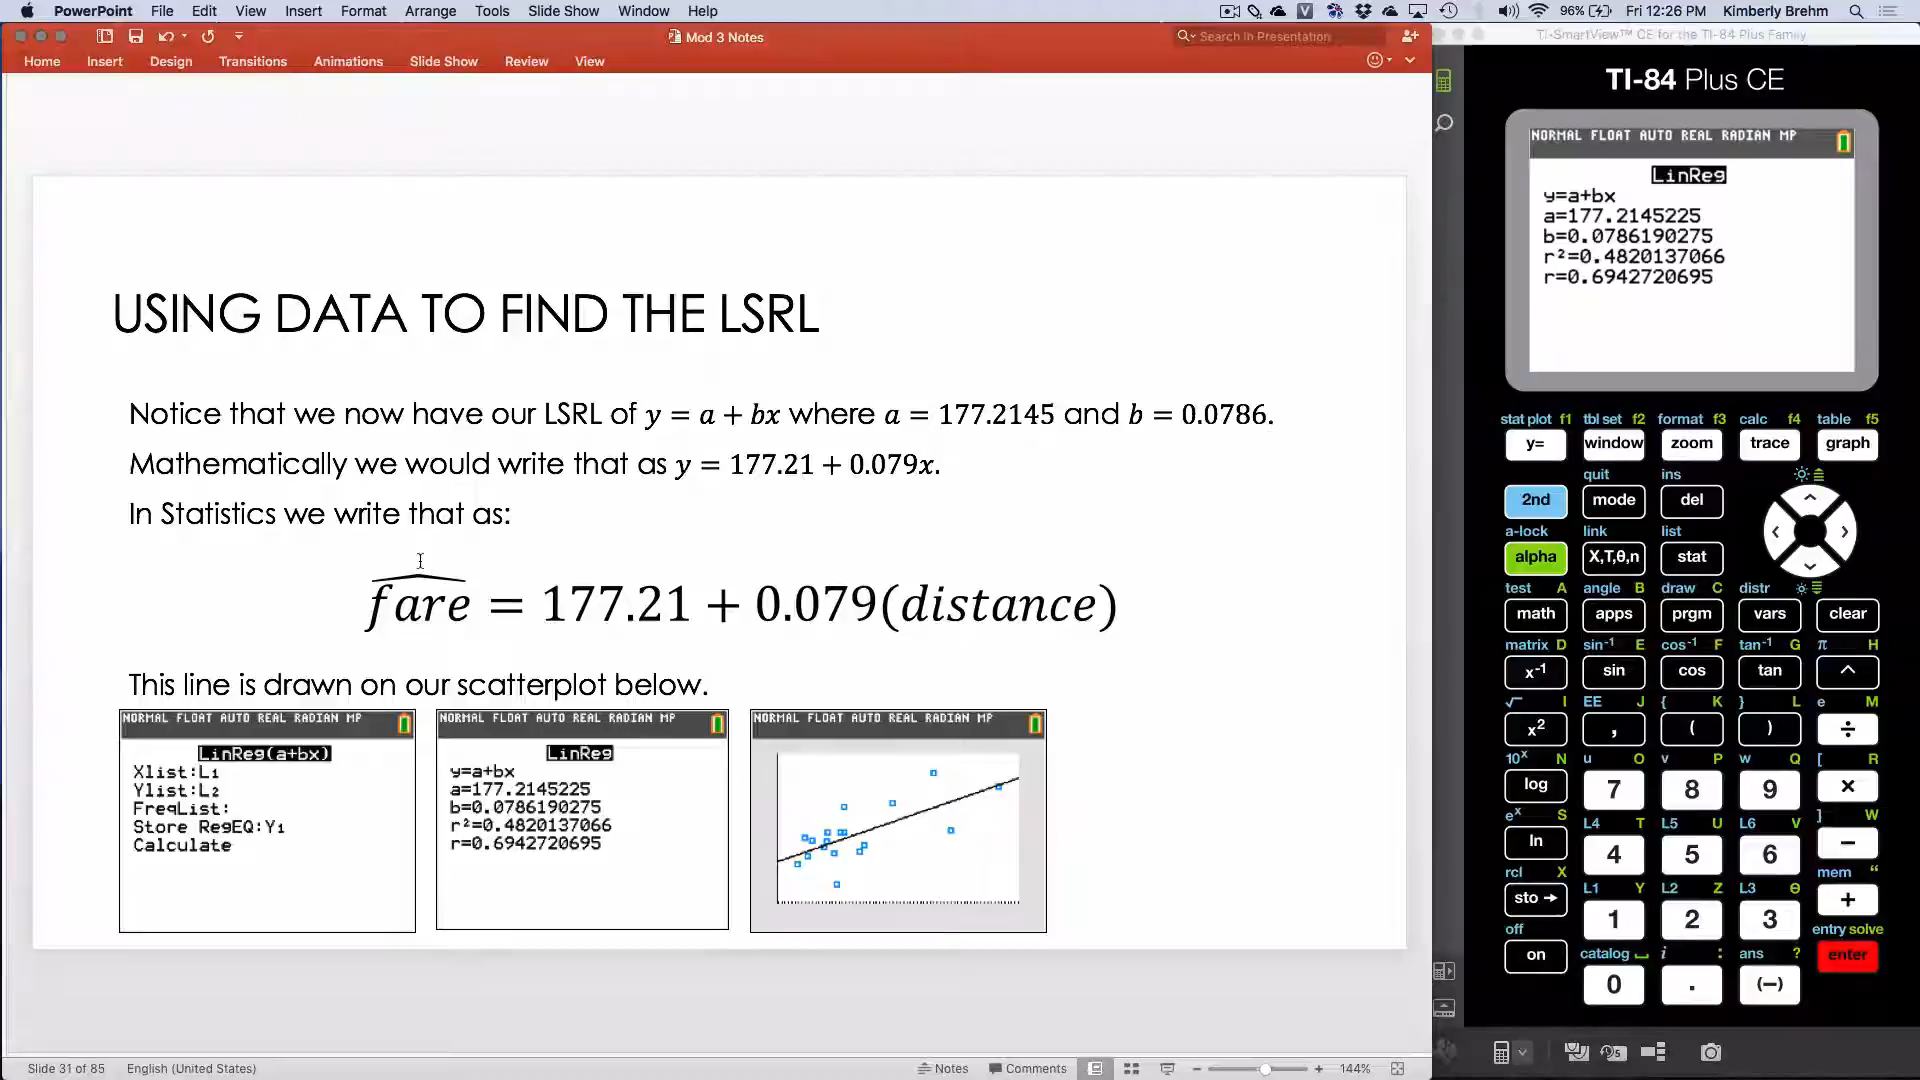 PowerPoint File Edit View Insert Format Arrange Tools Slide Show Window Help
96% Fri 12:26 PM Kimberly Brehm
Mod 3 Notes
Search in Presentation
Home Insert Design Transitions Animations Slide Show Review View
USING DATA TO FIND THE LSRL
Notice that we now have our LSRL of y = a + bx where a = 177.2145 and b = 0.0786.
Mathematically we would write that as y = 177.21 + 0.079x.
In Statistics we write that as:
\widehat{fare} = 177.21 + 0.079(distance)
This line is drawn on our scatterplot below.
NORMAL FLOAT AUTO REAL RADIAN MP
LinReg(a+bx)
Xlist:L₁
Ylist:L₂
FreqList:
Store RegEQ:Y₁
Calculate
NORMAL FLOAT AUTO REAL RADIAN MP
LinReg
y=a+bx
a=177.2145225
b=0.0786190275
r²=0.4820137066
r=0.6942720695
NORMAL FLOAT AUTO REAL RADIAN MP
Slide 31 of 85 English (United States) Notes Comments 144%
TI-SmartView™ CE for the TI-84 Plus Family
TI-84 Plus CE
NORMAL FLOAT AUTO REAL RADIAN MP
LinReg
y=a+bx
a=177.2145225
b=0.0786190275
r²=0.4820137066
r=0.6942720695
stat plot f1 tbl set f2 format f3 calc f4 table f5
y= window zoom trace graph
quit ins
2nd mode del
a-lock link list
alpha X,T,θ,n stat
test A angle B draw C distr
math apps prgm vars clear
matrix D sin⁻¹ E cos⁻¹ F tan⁻¹ G π H
x⁻¹ sin cos tan ^
√ I EE J { K } L e M
x² , ( ) ÷
10ˣ N u O v P w Q [ R
log 7 8 9 ×
eˣ S L4 T L5 U L6 V ] W
ln 4 5 6 −
rcl X L1 Y L2 Z L3 θ mem "
sto → 1 2 3 +
off catalog i : ans ? entry solve
on 0 . (−) enter